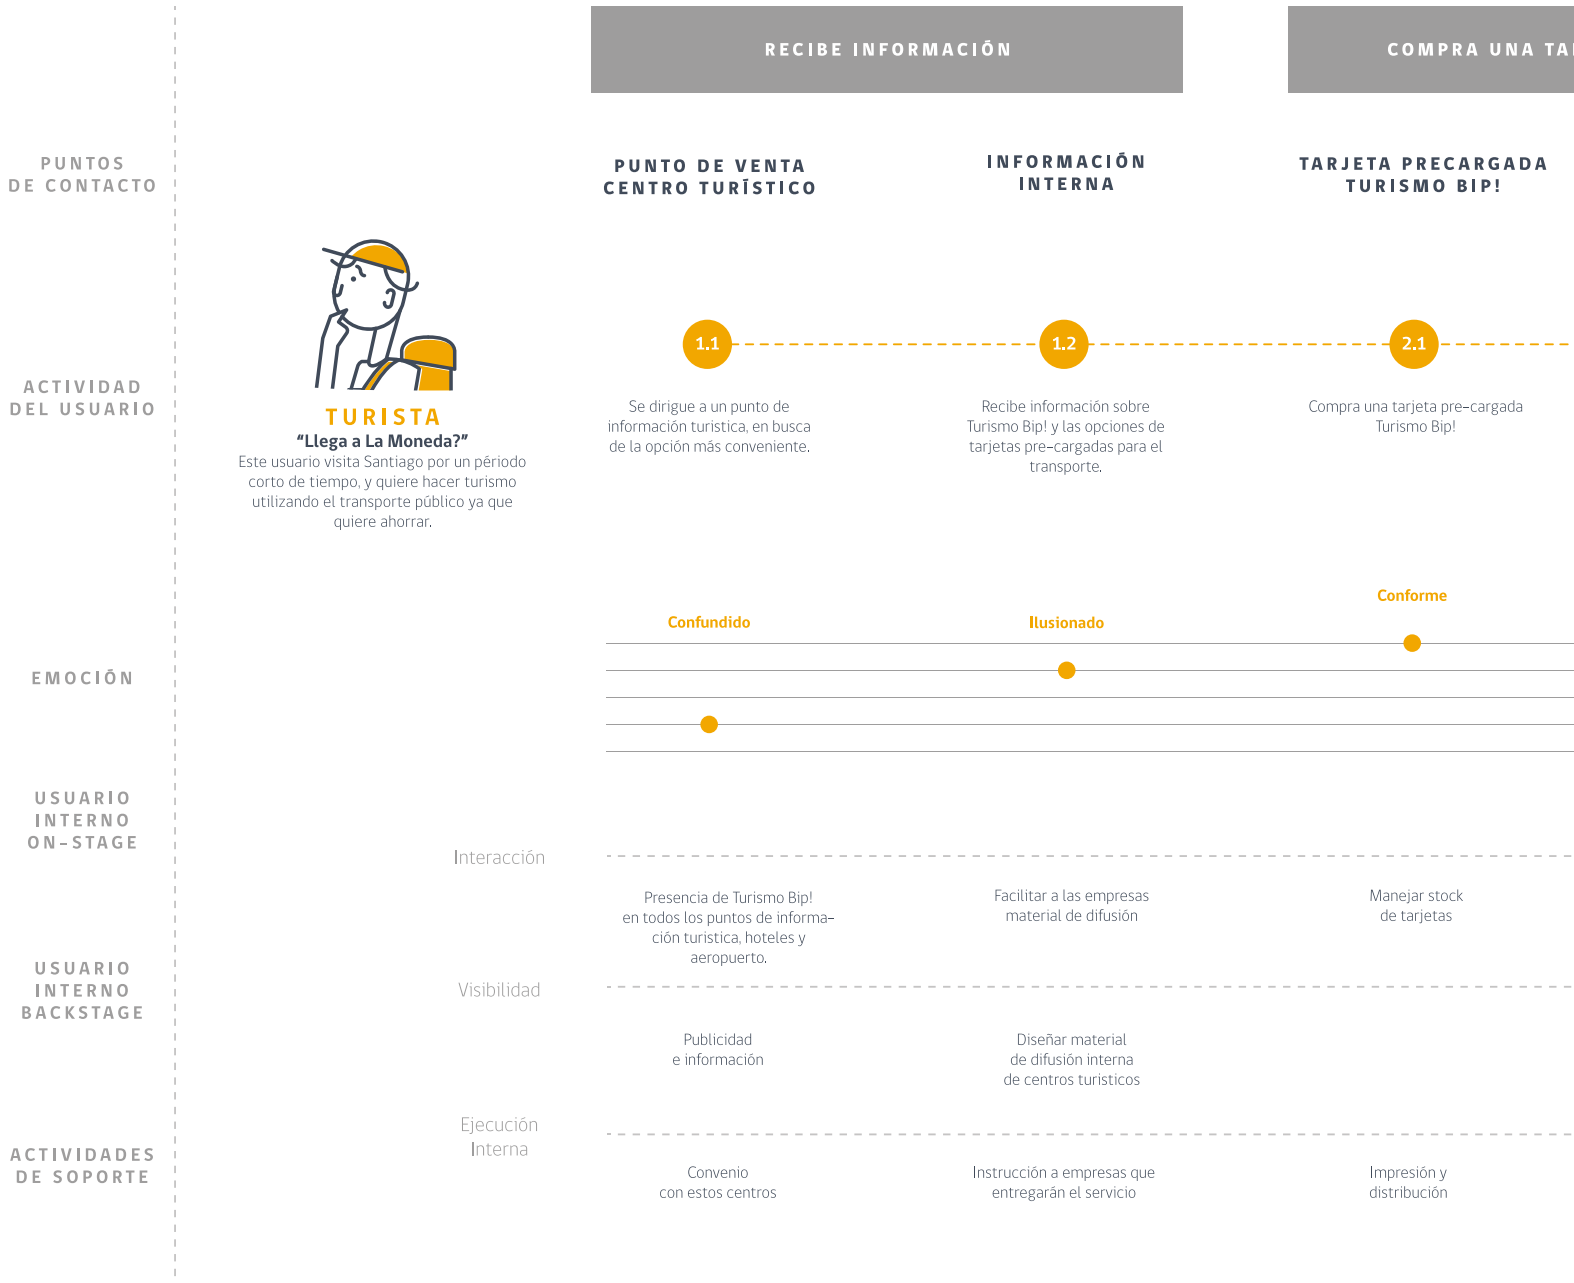 RECIBE INFORMACIÓN
COMPRA UNA
PUNTOS
DE CONTACTO
PUNTO DE VENTA
CENTRO TURÍSTICO
INFORMACIÓN
INTERNA
TARJETA PRECARGADA
TURISMO BIP!
ACTIVIDAD
DEL USUARIO
TURISTA
“Llega a La Moneda?”
Este usuario visita Santiago por un périodo
corto de tiempo, y quiere hacer turismo
utilizando el transporte público ya que
quiere ahorrar.
1.1
Se dirigue a un punto de
información turistica, en busca
de la opción más conveniente.
1.2
Recibe información sobre
Turismo Bip! y las opciones de
tarjetas pre-cargadas para el
transporte.
2.1
Compra una tarjeta pre-cargada
Turismo Bip!
EMOCIÓN
Confundido
Ilusionado
Conforme
USUARIO
INTERNO
ON-STAGE
Interacción
Presencia de Turismo Bip!
en todos los puntos de informa-
ción turistica, hoteles y
aeropuerto.
Facilitar a las empresas
material de difusión
Manejar stock
de tarjetas
USUARIO
INTERNO
BACKSTAGE
Visibilidad
Publicidad
e información
Diseñar material
de difusión interna
de centros turisticos
ACTIVIDADES
DE SOPORTE
Ejecución
Interna
Convenio
con estos centros
Instrucción a empresas que
entregarán el servicio
Impresión y
distribución